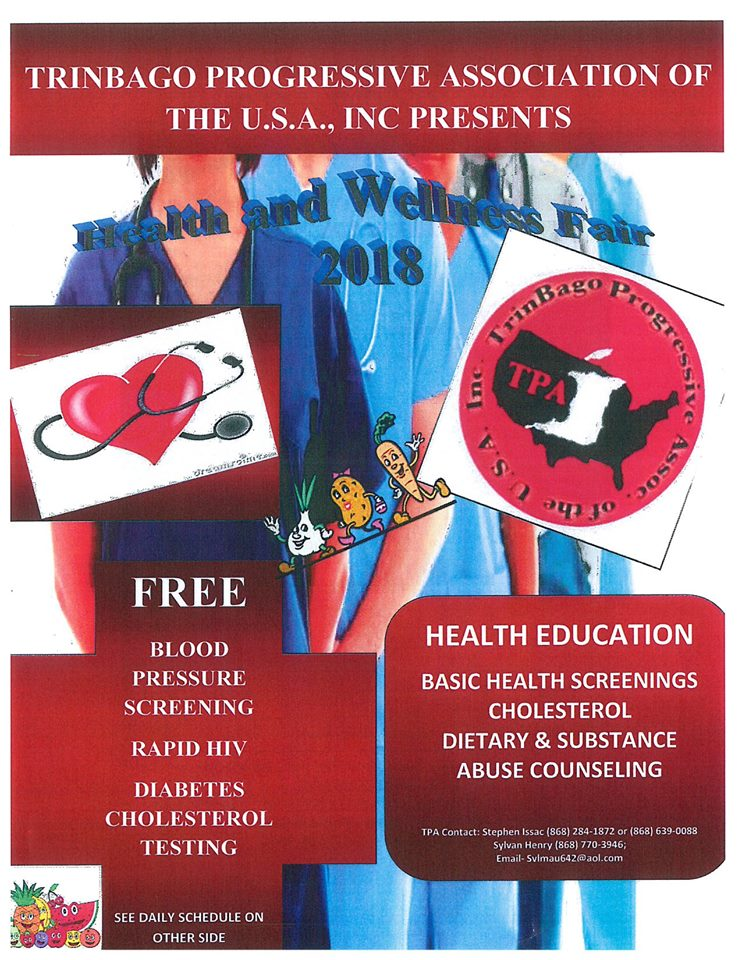 TRINBAGO PROGRESSIVE ASSOCIATION OF
THE U.S.A., INC PRESENTS
Health and Wellness Fair
2018
TrinBago Progressive Assoc. of the U.S.A. Inc.
TPA
dreamstime.com
FREE
BLOOD
PRESSURE
SCREENING
RAPID HIV
DIABETES
CHOLESTEROL
TESTING
SEE DAILY SCHEDULE ON
OTHER SIDE
HEALTH EDUCATION
BASIC HEALTH SCREENINGS
CHOLESTEROL
DIETARY & SUBSTANCE
ABUSE COUNSELING
TPA Contact: Stephen Issac (868) 284-1872 or (868) 639-0088
Sylvan Henry (868) 770-3946;
Email- Svlmau642@aol.com